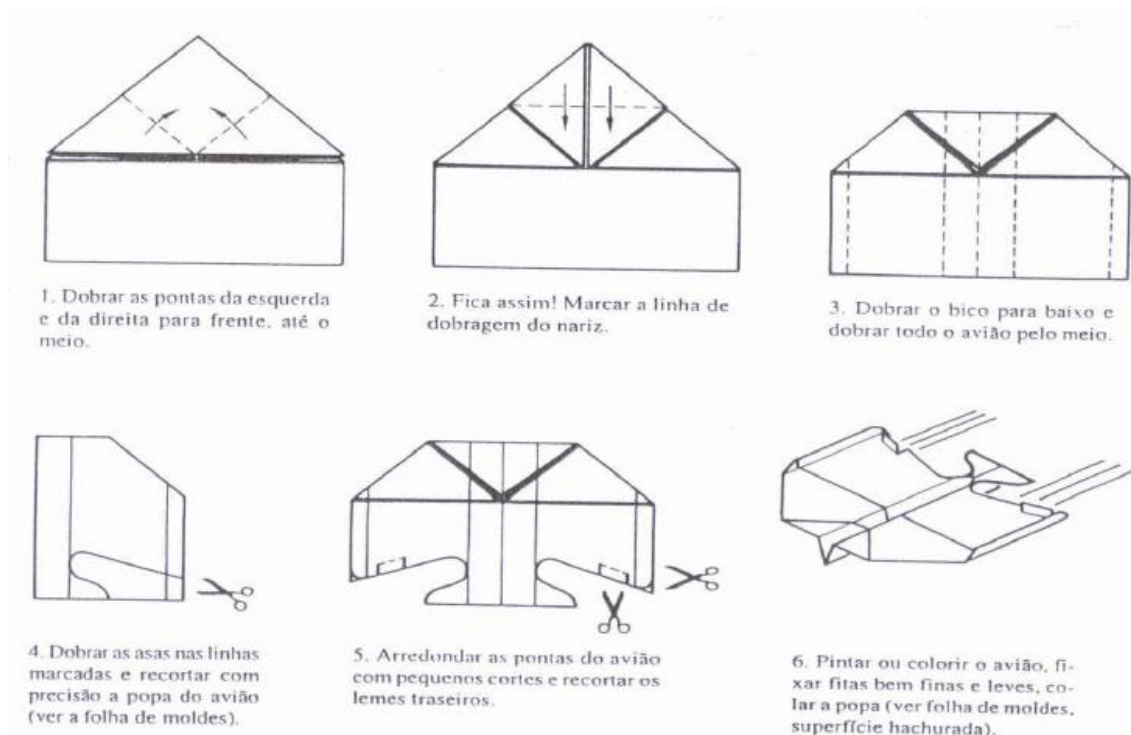 1. Dobrar as pontas da esquerda
e da direita para frente, até o
meio.
2. Fica assim! Marcar a linha de
dobragem do nariz.
3. Dobrar o bico para baixo e
dobrar todo o avião pelo meio.
4. Dobrar as asas nas linhas
marcadas e recortar com
precisão a popa do avião
(ver a folha de moldes).
5. Arredondar as pontas do avião
com pequenos cortes e recortar os
lemes traseiros.
6. Pintar ou colorir o avião, fi-
xar fitas bem finas e leves, co-
lar a popa (ver folha de moldes,
superfície hachurada).